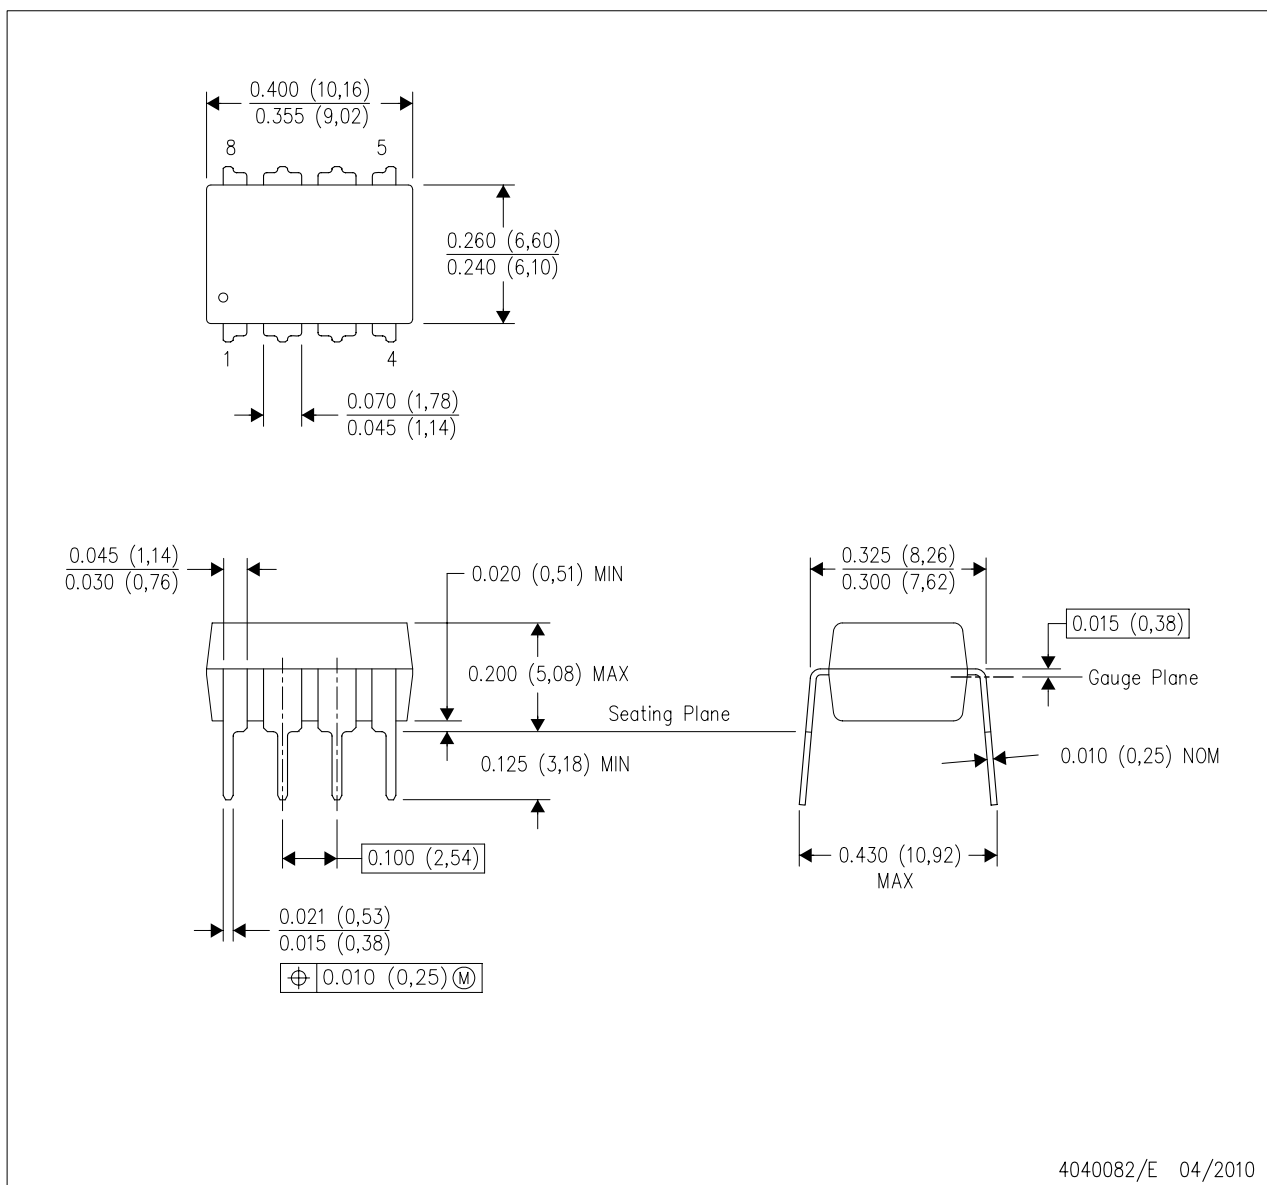 0.400 (10,16)
0.355 (9,02)
8 5
0.260 (6,60)
0.240 (6,10)
1 4
0.070 (1,78)
0.045 (1,14)
0.045 (1,14)
0.030 (0,76)
0.020 (0,51) MIN
0.325 (8,26)
0.300 (7,62)
0.015 (0,38)
0.200 (5,08) MAX
Gauge Plane
Seating Plane
0.125 (3,18) MIN
0.010 (0,25) NOM
0.100 (2,54)
0.430 (10,92)
MAX
0.021 (0,53)
0.015 (0,38)
⌖ 0.010 (0,25) Ⓜ
4040082/E 04/2010